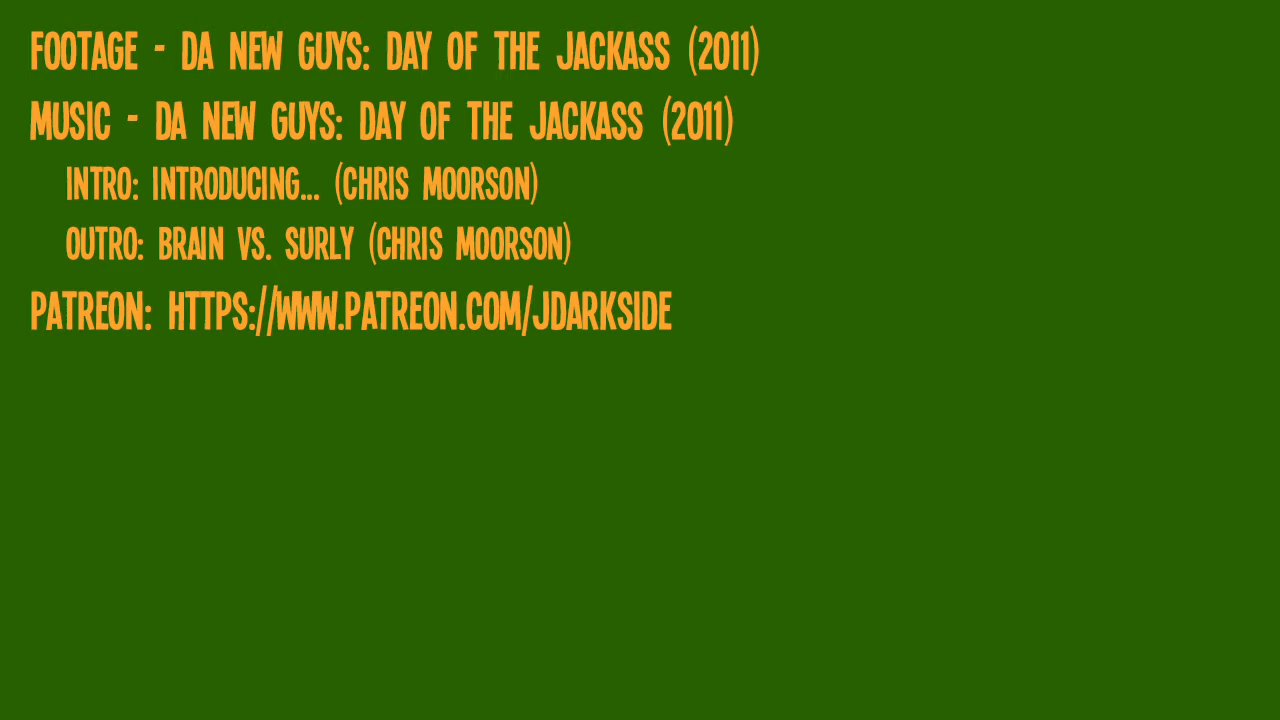 FOOTAGE - DA NEW GUYS: DAY OF THE JACKASS (2011)
MUSIC - DA NEW GUYS: DAY OF THE JACKASS (2011)
INTRO: INTRODUCING... (CHRIS MOORSON)
OUTRO: BRAIN VS. SURLY (CHRIS MOORSON)
PATREON: HTTPS://WWW.PATREON.COM/JDARKSIDE